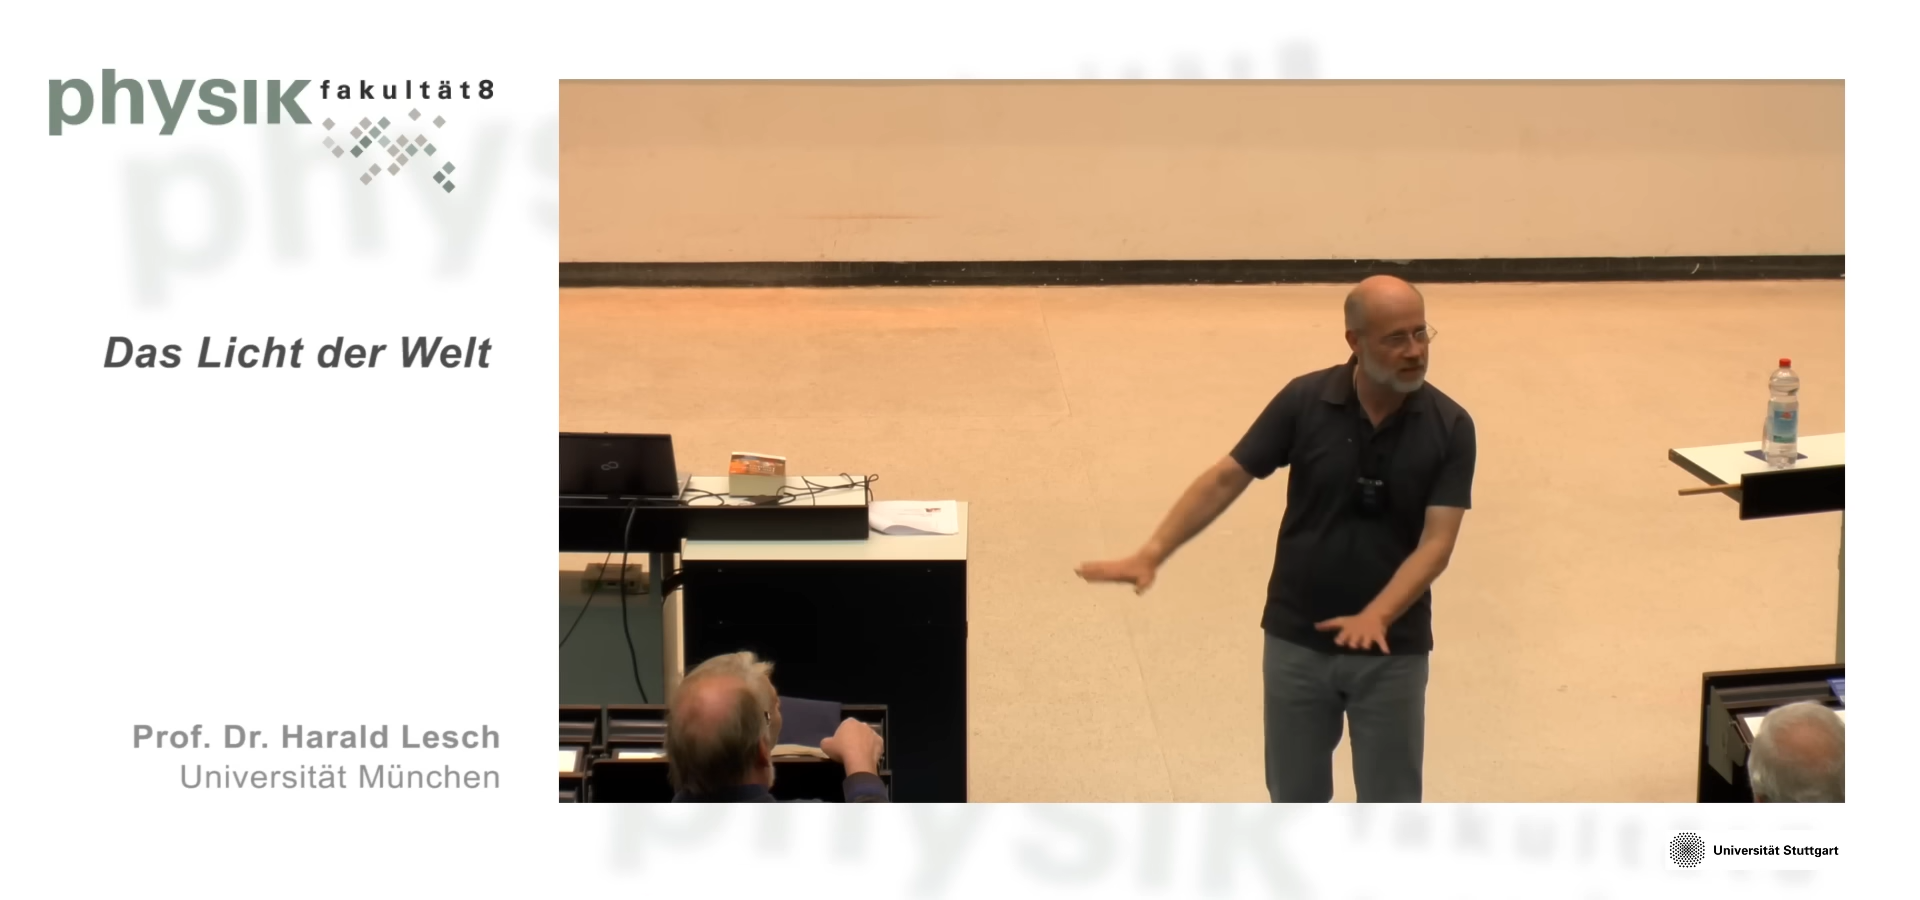 physik fakultät8
Das Licht der Welt
Prof. Dr. Harald Lesch
Universität München
Universität Stuttgart